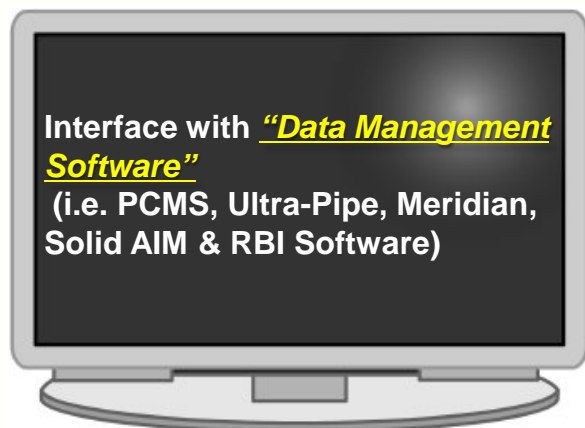 Interface with “Data Management
Software”
(i.e. PCMS, Ultra-Pipe, Meridian,
Solid AIM & RBI Software)